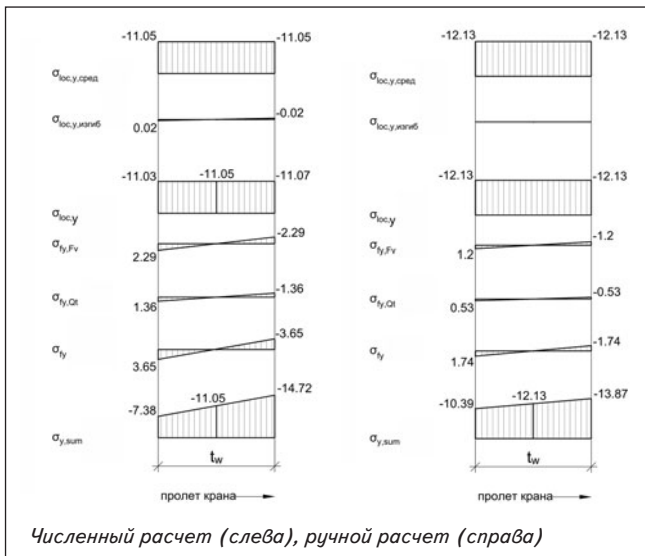 -11.05 -11.05
σloc,y,сред
σloc,y,изгиб
0.02 -0.02
-11.03 -11.05 -11.07
σloc,y
σfy,Fv
2.29 -2.29
σfy,Qt
1.36 -1.36
σfy
3.65 -3.65
-7.38 -11.05 -14.72
σy,sum
tw
пролет крана
-12.13 -12.13
σloc,y,сред
σloc,y,изгиб
-12.13 -12.13
σloc,y
σfy,Fv
1.2 -1.2
σfy,Qt
0.53 -0.53
σfy
1.74 -1.74
-10.39 -12.13 -13.87
σy,sum
tw
пролет крана
Численный расчет (слева), ручной расчет (справа)